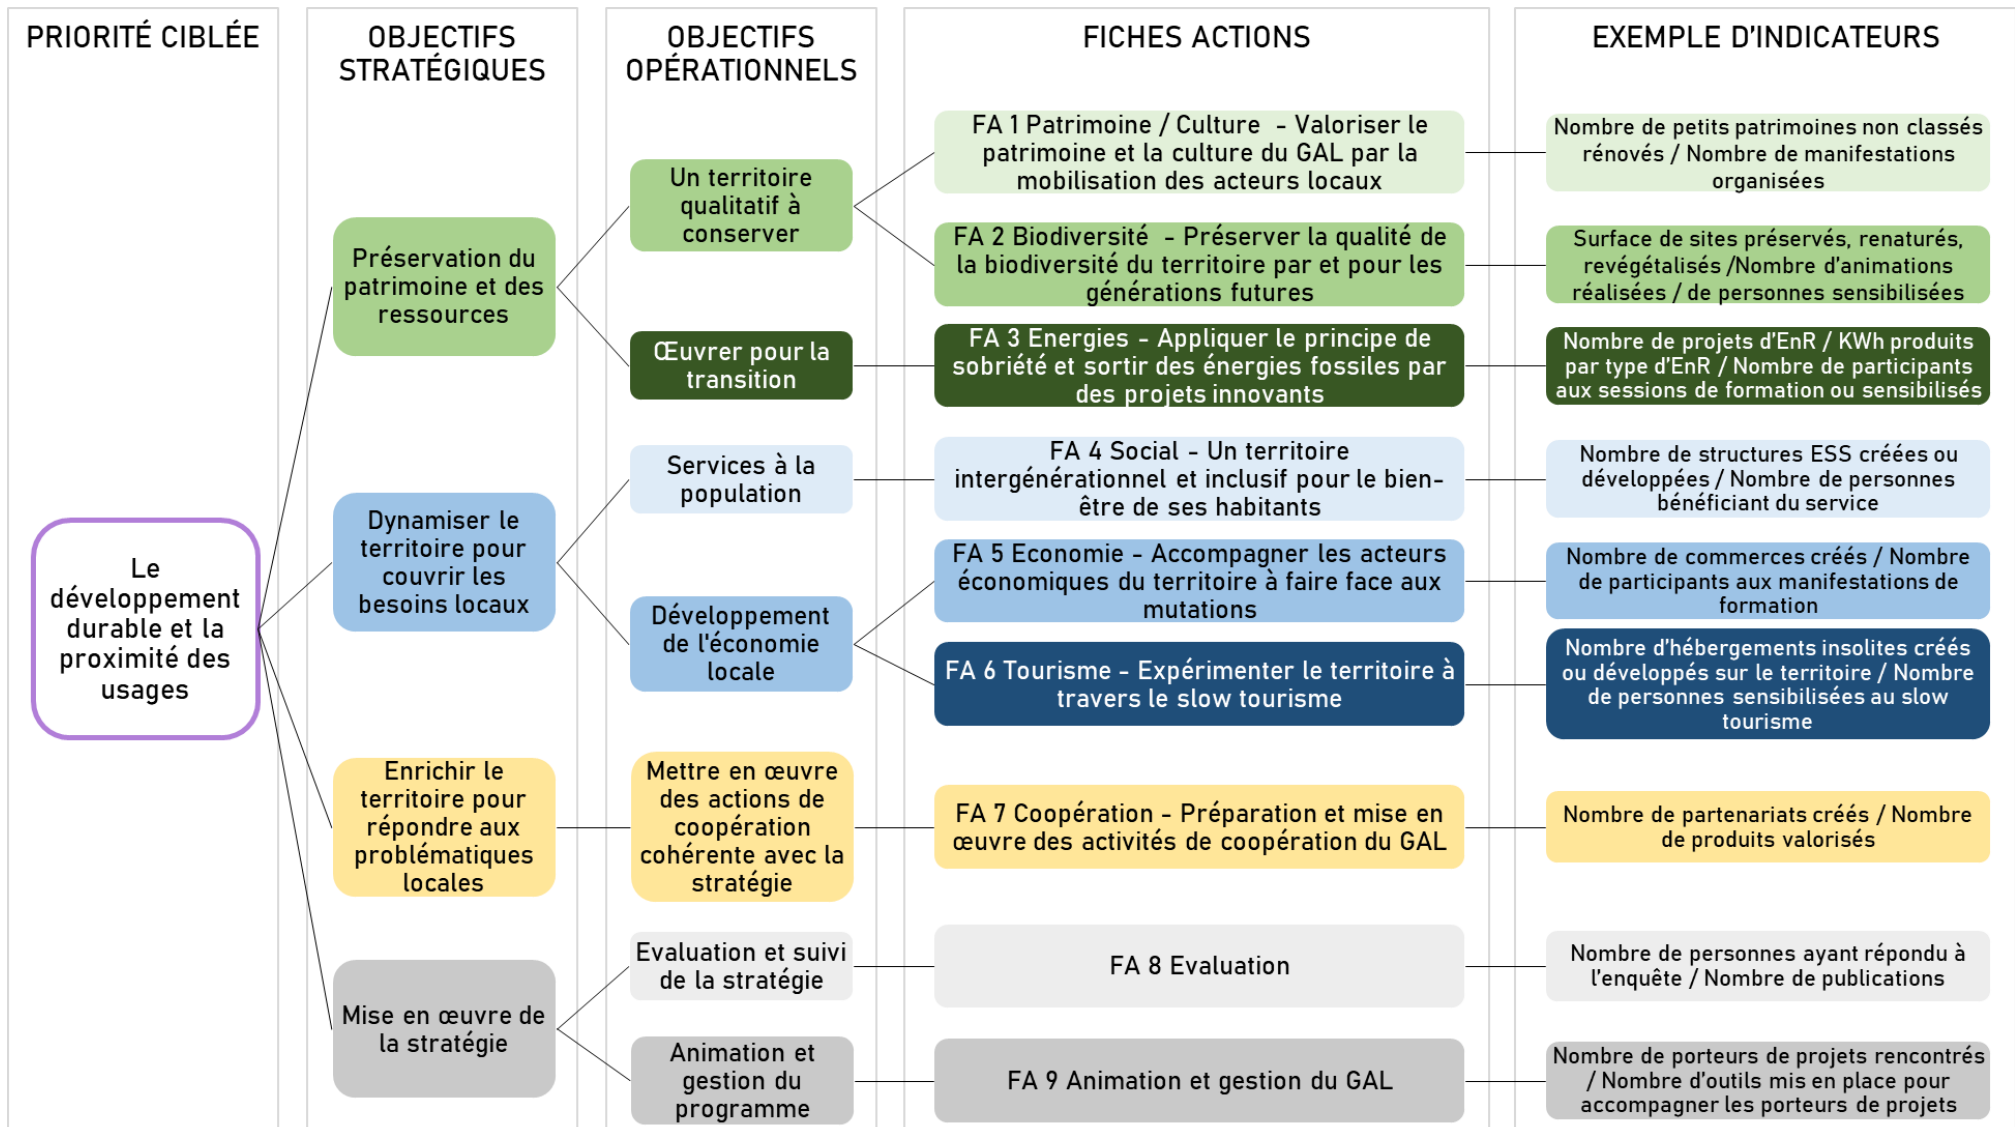 PRIORITÉ CIBLÉE
OBJECTIFS
STRATÉGIQUES
OBJECTIFS
OPÉRATIONNELS
FICHES ACTIONS
EXEMPLE D'INDICATEURS
Le
développement
durable et la
proximité des
usages
Préservation du
patrimoine et des
ressources
Dynamiser le
territoire pour
couvrir les
besoins locaux
Enrichir le
territoire pour
répondre aux
problématiques
locales
Mise en œuvre de
la stratégie
Un territoire
qualitatif à
conserver
Œuvrer pour la
transition
Services à la
population
Développement
de l'économie
locale
Mettre en œuvre
des actions de
coopération
cohérente avec la
stratégie
Evaluation et suivi
de la stratégie
Animation et
gestion du
programme
FA 1 Patrimoine / Culture - Valoriser le
patrimoine et la culture du GAL par la
mobilisation des acteurs locaux
FA 2 Biodiversité - Préserver la qualité de
la biodiversité du territoire par et pour les
générations futures
FA 3 Energies - Appliquer le principe de
sobriété et sortir des énergies fossiles par
des projets innovants
FA 4 Social - Un territoire
intergénérationnel et inclusif pour le bien-
être de ses habitants
FA 5 Economie - Accompagner les acteurs
économiques du territoire à faire face aux
mutations
FA 6 Tourisme - Expérimenter le territoire à
travers le slow tourisme
FA 7 Coopération - Préparation et mise en
œuvre des activités de coopération du GAL
FA 8 Evaluation
FA 9 Animation et gestion du GAL
Nombre de petits patrimoines non classés
rénovés / Nombre de manifestations
organisées
Surface de sites préservés, renaturés,
revégétalisés /Nombre d'animations
réalisées / de personnes sensibilisées
Nombre de projets d'EnR / KWh produits
par type d'EnR / Nombre de participants
aux sessions de formation ou sensibilisés
Nombre de structures ESS créées ou
développées / Nombre de personnes
bénéficiant du service
Nombre de commerces créés / Nombre
de participants aux manifestations de
formation
Nombre d'hébergements insolites créés
ou développés sur le territoire / Nombre
de personnes sensibilisées au slow
tourisme
Nombre de partenariats créés / Nombre
de produits valorisés
Nombre de personnes ayant répondu à
l'enquête / Nombre de publications
Nombre de porteurs de projets rencontrés
/ Nombre d'outils mis en place pour
accompagner les porteurs de projets